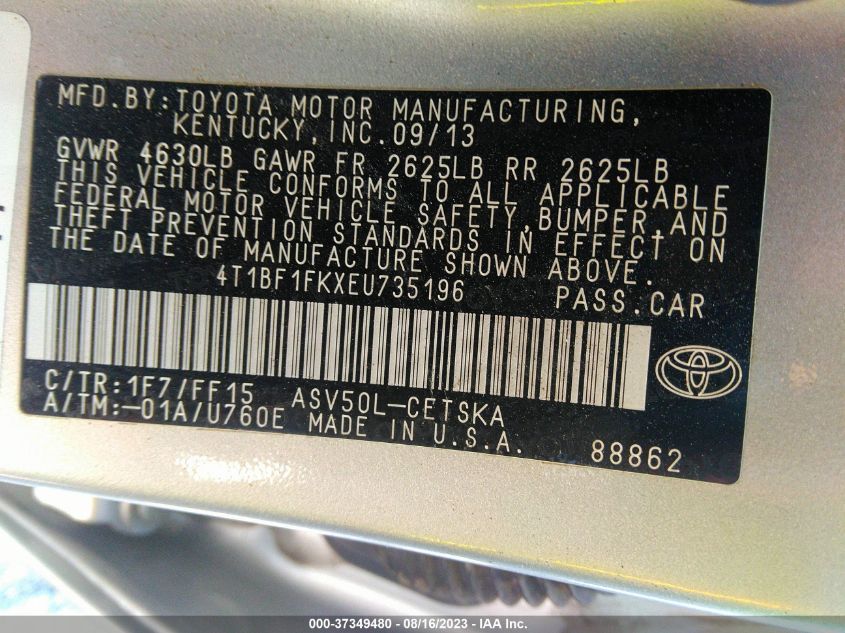 MFD.BY:TOYOTA MOTOR MANUFACTURING,
KENTUCKY,INC.09/13
GVWR 4630LB GAWR FR 2625LB RR 2625LB
THIS VEHICLE CONFORMS TO ALL APPLICABLE
FEDERAL MOTOR VEHICLE SAFETY,BUMPER,AND
THEFT PREVENTION STANDARDS IN EFFECT ON
THE DATE OF MANUFACTURE SHOWN ABOVE.
4T1BF1FKXEU735196 PASS.CAR
C/TR:1F7/FF15 ASV50L-CETSKA
A/TM:-01A/U760E MADE IN U.S.A. 88862
000-37349480 - 08/16/2023 - Copyright IAA, Inc.